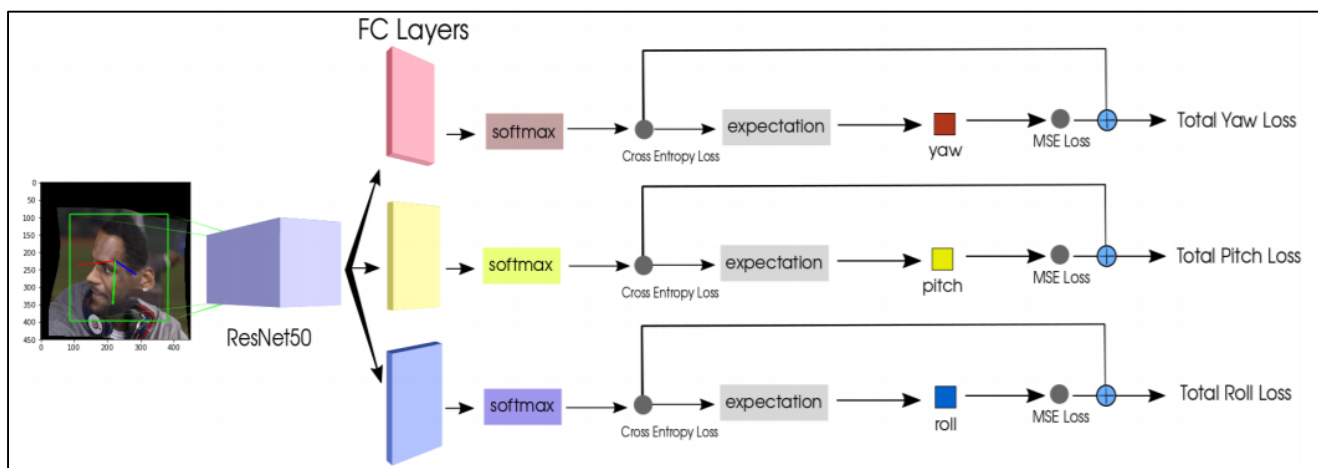 FC Layers
softmax
Cross Entropy Loss
expectation
yaw
MSE Loss
Total Yaw Loss
0
50
100
150
200
250
300
350
400
450
0
100
200
300
400
ResNet50
softmax
Cross Entropy Loss
expectation
pitch
MSE Loss
Total Pitch Loss
softmax
Cross Entropy Loss
expectation
roll
MSE Loss
Total Roll Loss